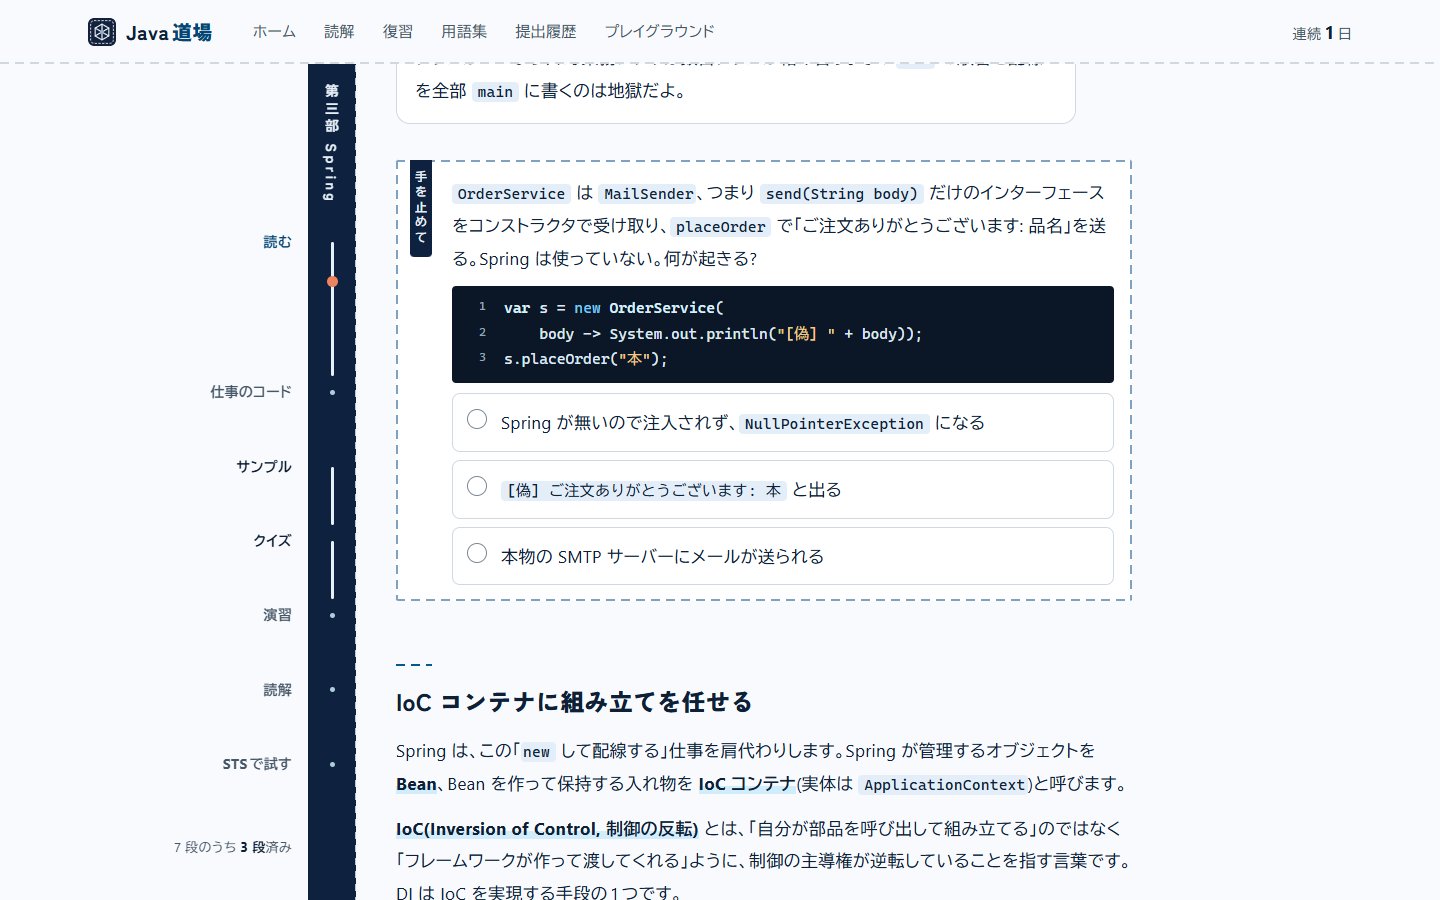 Java 道場
ホーム 読解 復習 用語集 提出履歴 プレイグラウンド
連続 1 日
第三部 Spring
読む
仕事のコード
サンプル
クイズ
演習
読解
STSで試す
7 段のうち 3 段済み
を全部 main に書くのは地獄だよ。
手を止めて
OrderService は MailSender、つまり send(String body) だけのインターフェース
をコンストラクタで受け取り、placeOrder で「ご注文ありがとうございます: 品名」を送
る。Spring は使っていない。何が起きる?
1 var s = new OrderService(
2 body -> System.out.println("[偽] " + body));
3 s.placeOrder("本");
Spring が無いので注入されず、NullPointerException になる
[偽] ご注文ありがとうございます: 本 と出る
本物の SMTP サーバーにメールが送られる
IoC コンテナに組み立てを任せる
Spring は、この「new して配線する」仕事を肩代わりします。Spring が管理するオブジェクトを
Bean、Bean を作って保持する入れ物を IoC コンテナ(実体は ApplicationContext)と呼びます。
IoC(Inversion of Control, 制御の反転) とは、「自分が部品を呼び出して組み立てる」のではなく
「フレームワークが作って渡してくれる」ように、制御の主導権が逆転していることを指す言葉です。
DI は IoC を実現する手段の1つです。